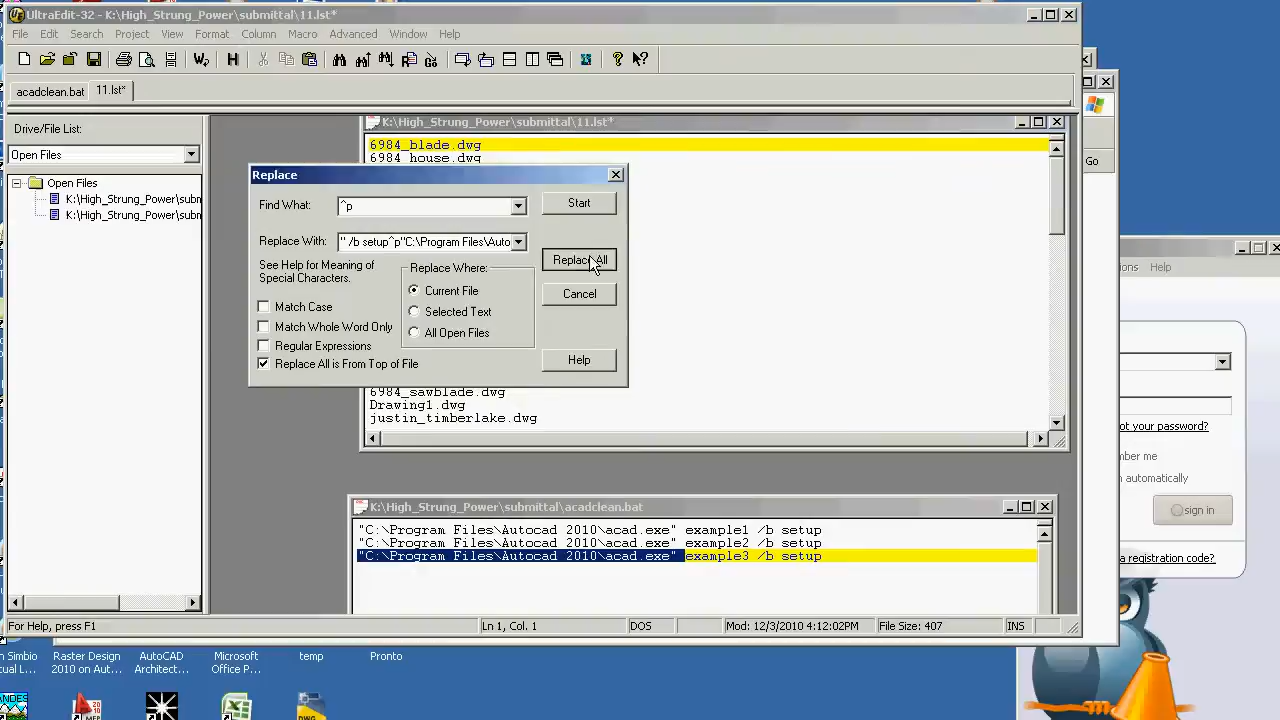 UltraEdit-32 - K:\High_Strung_Power\submittal\11.lst*
File Edit Search Project View Format Column Macro Advanced Window Help
acadclean.bat 11.lst*
Drive/File List:
Open Files
Open Files
K:\High_Strung_Power\subn
K:\High_Strung_Power\subn
K:\High_Strung_Power\submittal\11.lst*
6984_blade.dwg
6984_house.dwg
Replace
Find What: ^p
Start
Replace With: " /b setup^p"C:\Program Files\Auto
Replace All
See Help for Meaning of
Special Characters.
Replace Where:
Current File
Selected Text
All Open Files
Cancel
Match Case
Match Whole Word Only
Regular Expressions
Replace All is From Top of File
Help
6984_sawblade.dwg
Drawing1.dwg
justin_timberlake.dwg
K:\High_Strung_Power\submittal\acadclean.bat
"C:\Program Files\Autocad 2010\acad.exe" example1 /b setup
"C:\Program Files\Autocad 2010\acad.exe" example2 /b setup
"C:\Program Files\Autocad 2010\acad.exe" example3 /b setup
For Help, press F1
Ln 1, Col. 1
DOS
Mod: 12/3/2010 4:12:02PM
File Size: 407
INS
Go
ions Help
ot your password?
mber me
n automatically
sign in
a registration code?
n Simbio
tual L...
Raster Design
2010 on Aut...
AutoCAD
Architect...
Microsoft
Office P...
temp
Pronto